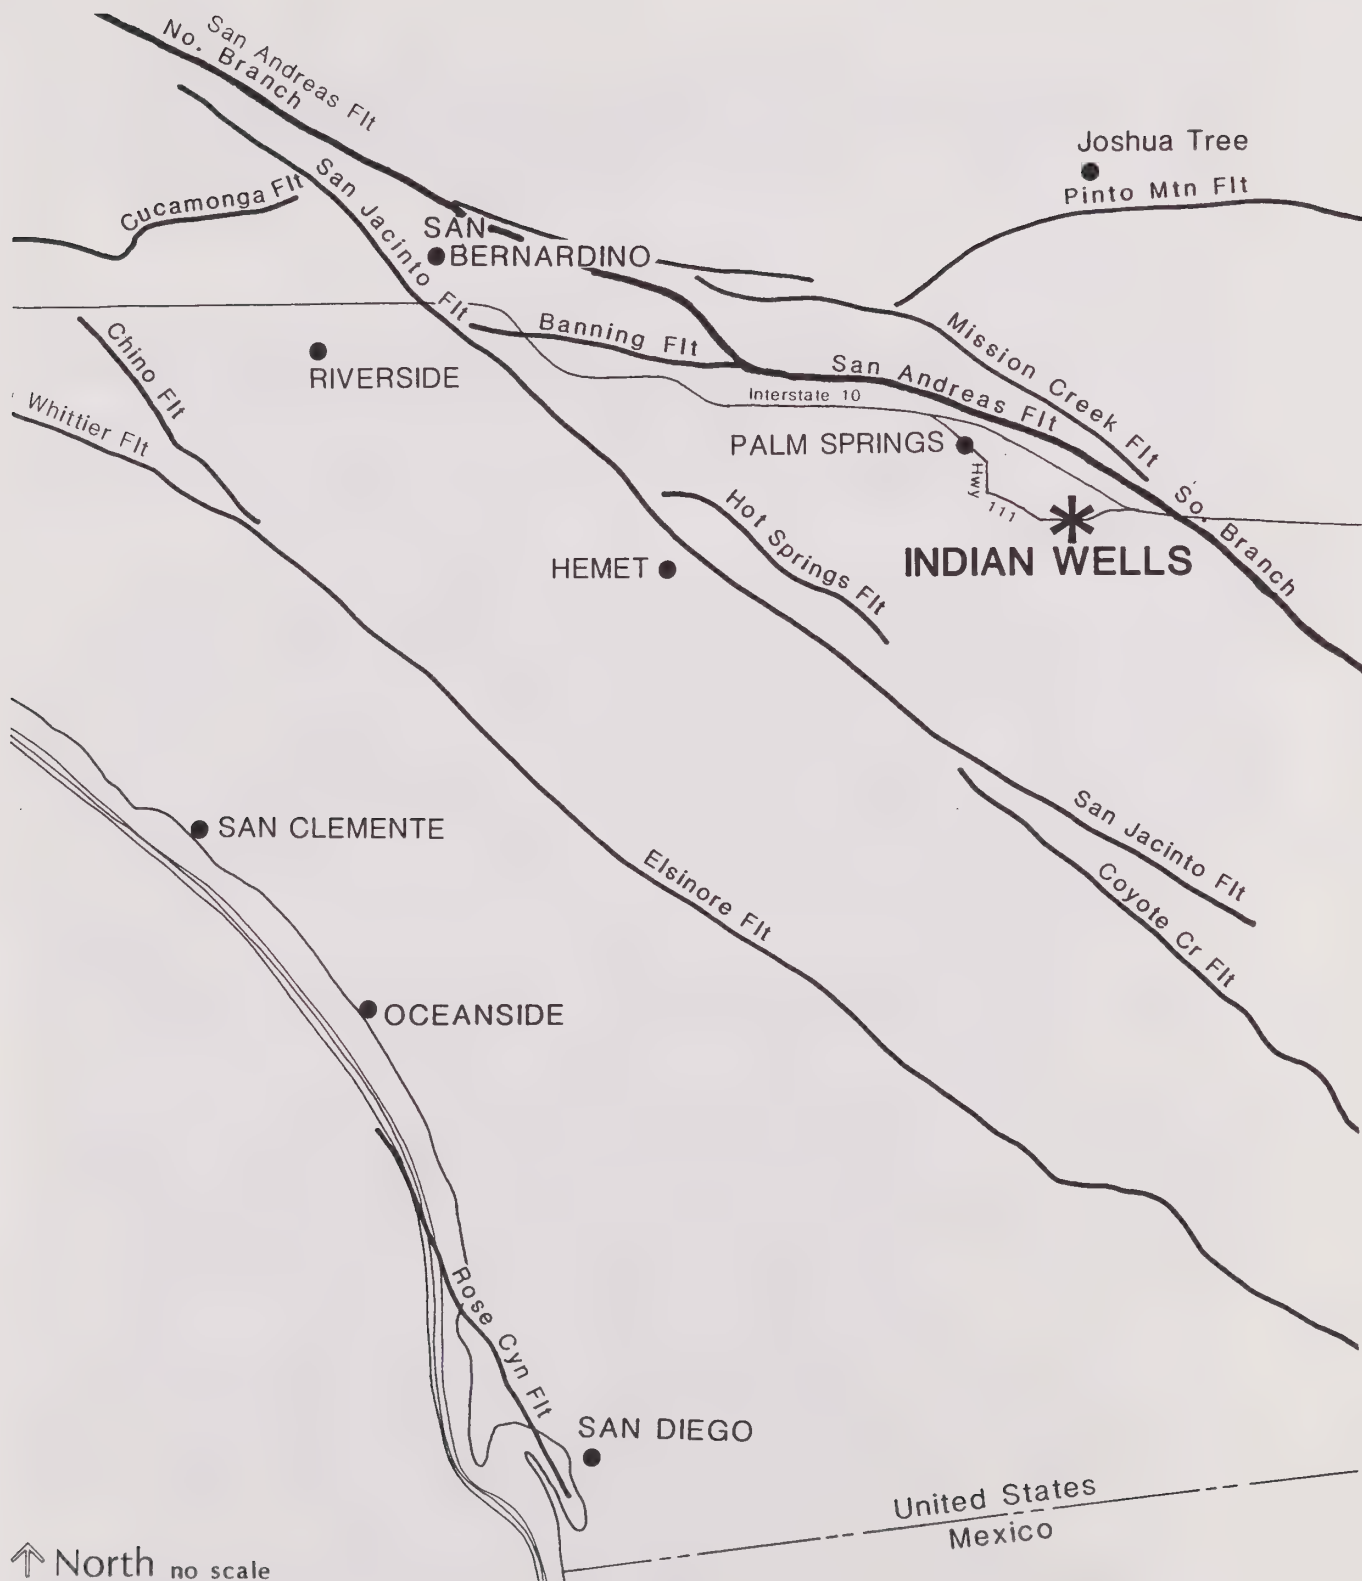 San Andreas Flt
No. Branch
Joshua Tree
Pinto Mtn Flt
Cucamonga Flt
San Jacinto Flt
SAN
BERNARDINO
Banning Flt
Mission Creek Flt
Chino Flt
RIVERSIDE
San Andreas Flt
Interstate 10
Whittier Flt
PALM SPRINGS
Hwy 111
So. Branch
Hot Springs Flt
INDIAN WELLS
HEMET
San Jacinto Flt
SAN CLEMENTE
Elsinore Flt
Coyote Cr Flt
OCEANSIDE
Rose Cyn Flt
SAN DIEGO
United States
Mexico
North no scale